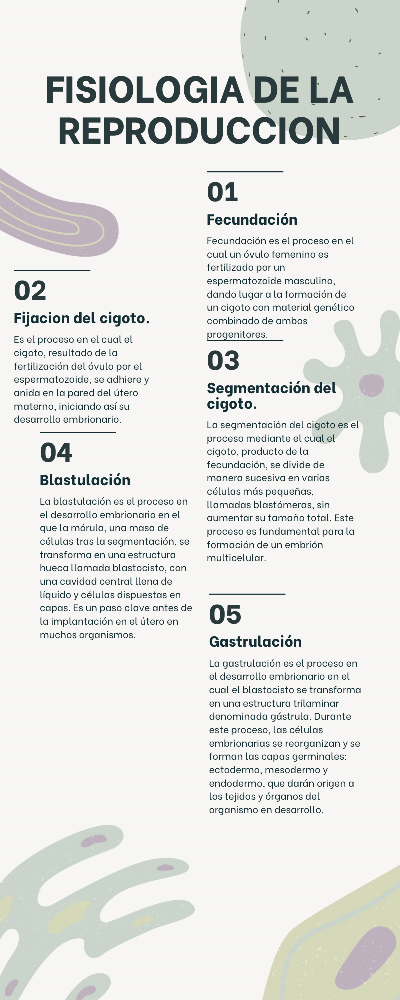 FISIOLOGIA DE LA
REPRODUCCION
01
Fecundación
Fecundación es el proceso en el
cual un óvulo femenino es
fertilizado por un
espermatozoide masculino,
dando lugar a la formación de
un cigoto con material genético
combinado de ambos
progenitores.
02
Fijacion del cigoto.
Es el proceso en el cual el
cigoto, resultado de la
fertilización del óvulo por el
espermatozoide, se adhiere y
anida en la pared del útero
materno, iniciando así su
desarrollo embrionario.
03
Segmentación del
cigoto.
La segmentación del cigoto es el
proceso mediante el cual el
cigoto, producto de la
fecundación, se divide de
manera sucesiva en varias
células más pequeñas,
llamadas blastómeras, sin
aumentar su tamaño total. Este
proceso es fundamental para la
formación de un embrión
multicelular.
04
Blastulación
La blastulación es el proceso en
el desarrollo embrionario en el
que la mórula, una masa de
células tras la segmentación, se
transforma en una estructura
hueca llamada blastocisto, con
una cavidad central llena de
líquido y células dispuestas en
capas. Es un paso clave antes de
la implantación en el útero en
muchos organismos.
05
Gastrulación
La gastrulación es el proceso en
el desarrollo embrionario en el
cual el blastocisto se transforma
en una estructura trilaminar
denominada gástrula. Durante
este proceso, las células
embrionarias se reorganizan y se
forman las capas germinales:
ectodermo, mesodermo y
endodermo, que darán origen a
los tejidos y órganos del
organismo en desarrollo.